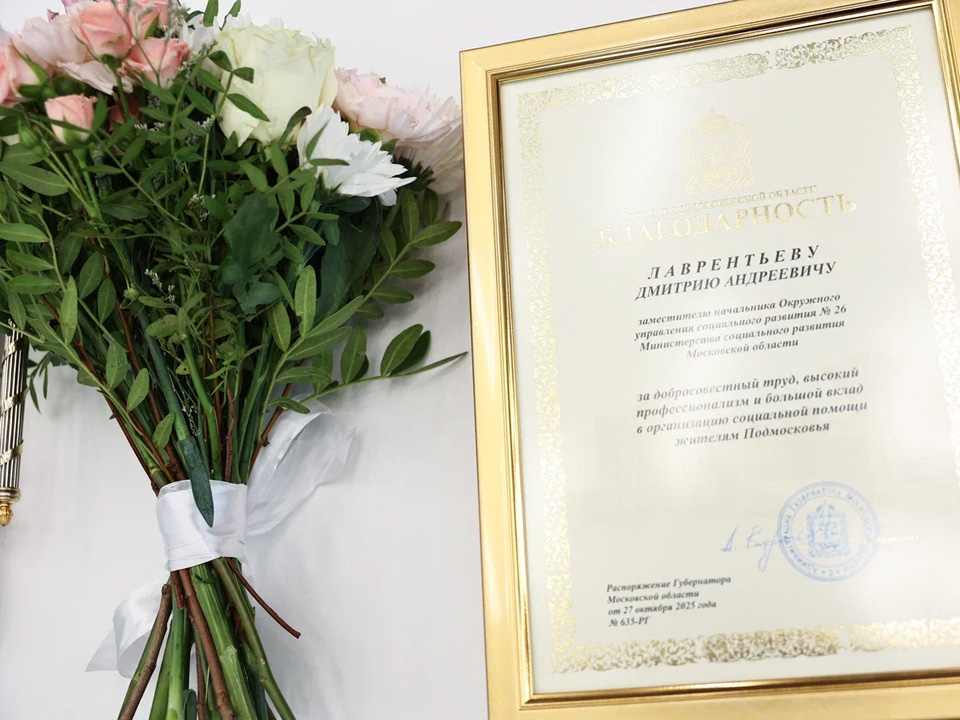 МОСКОВСКОЙ ОБЛАСТИ
БЛАГОДАРНОСТЬ
ЛАВРЕНТЬЕВУ
ДМИТРИЮ АНДРЕЕВИЧУ
заместителю начальника Окружного
управления социального развития № 26
Министерства социального развития
Московской области
за добросовестный труд, высокий
профессионализм и большой вклад
в организацию социальной помощи
жителям Подмосковья
Распоряжение Губернатора
Московской области
от 27 октября 2025 года
№ 635-РГ